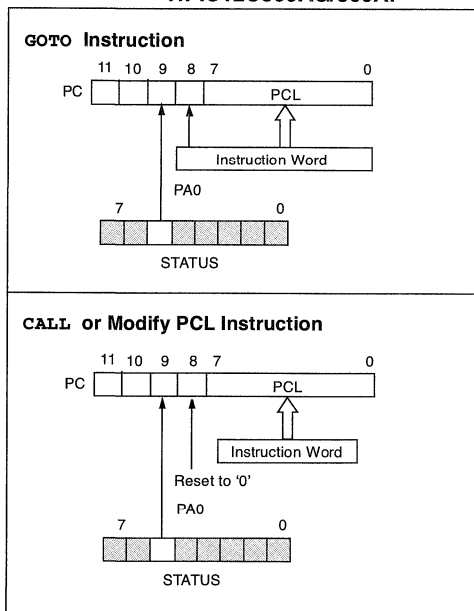 GOTO Instruction
11 10 9 8 7 0
PC PCL
Instruction Word
PA0
7 0
STATUS
CALL or Modify PCL Instruction
11 10 9 8 7 0
PC PCL
Instruction Word
Reset to ‘0’
PA0
7 0
STATUS